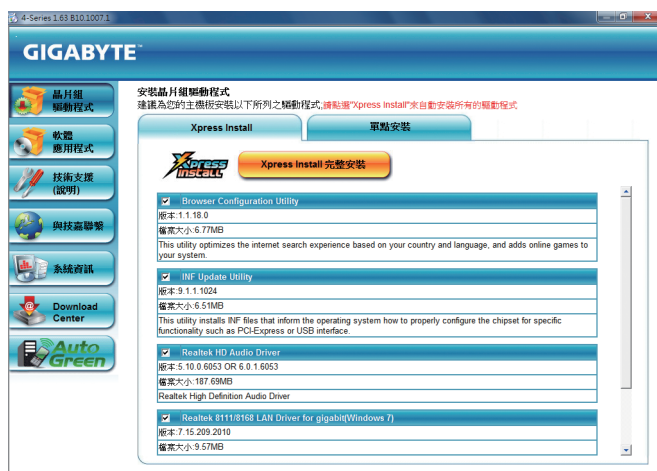 4-Series 1.63 B10.1007.1
GIGABYTE™
晶片組
驅動程式
軟體
應用程式
技術支援
(說明)
與技嘉聯繫
系統資訊
Download
Center
Auto
Green
安裝晶片組驅動程式
建議為您的主機板安裝以下所列之驅動程式,請點選"Xpress Install"來自動安裝所有的驅動程式
Xpress Install
單點安裝
Xpress
Install
Xpress Install 完整安裝
Browser Configuration Utility
版本:1.1.18.0
檔案大小:6.77MB
This utility optimizes the internet search experience based on your country and language, and adds online games to
your system.
INF Update Utility
版本:9.1.1.1024
檔案大小:6.51MB
This utility installs INF files that inform the operating system how to properly configure the chipset for specific
functionality such as PCI-Express or USB interface.
Realtek HD Audio Driver
版本:5.10.0.6053 OR 6.0.1.6053
檔案大小:187.69MB
Realtek High Definition Audio Driver
Realtek 8111/8168 LAN Driver for gigabit(Windows 7)
版本:7.15.209.2010
檔案大小:9.57MB